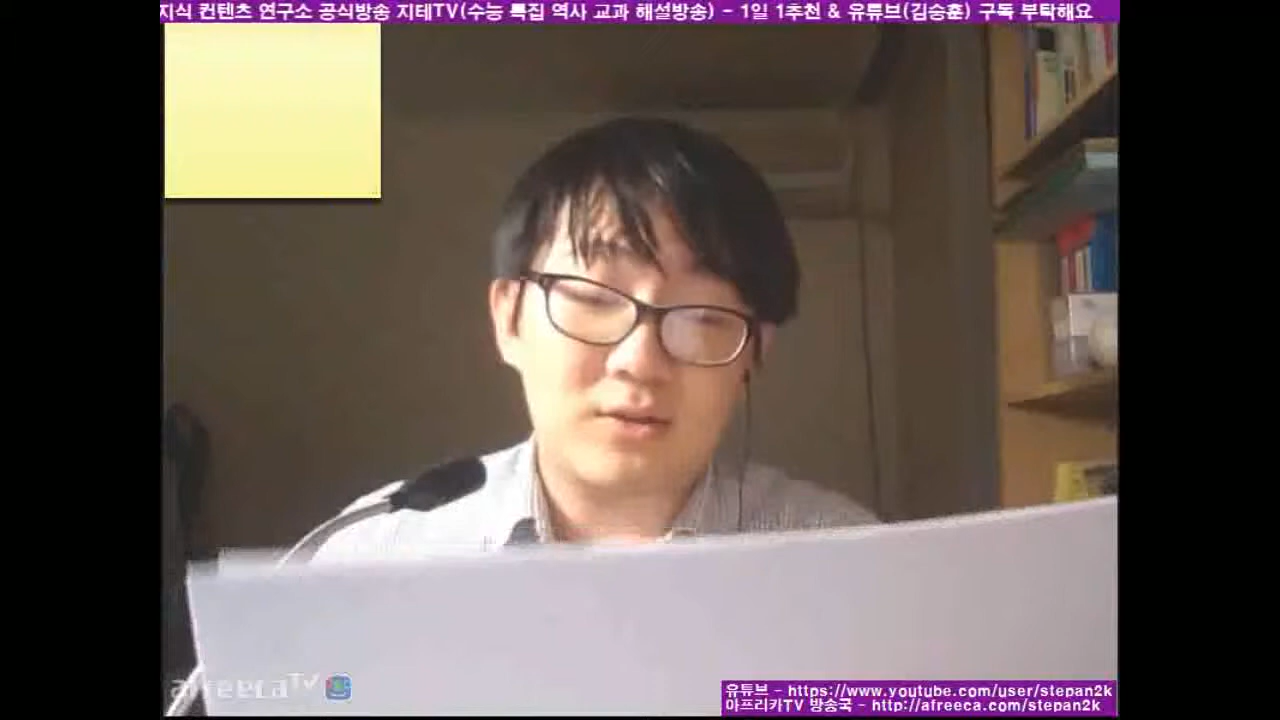 지식 컨텐츠 연구소 공식방송 지테TV(수능 특집 역사 교과 해설방송) - 1일 1추천 & 유튜브(김승훈) 구독 부탁해요
afreecaTV
유튜브 - https://www.youtube.com/user/stepan2k
아프리카TV 방송국 - http://afreeca.com/stepan2k